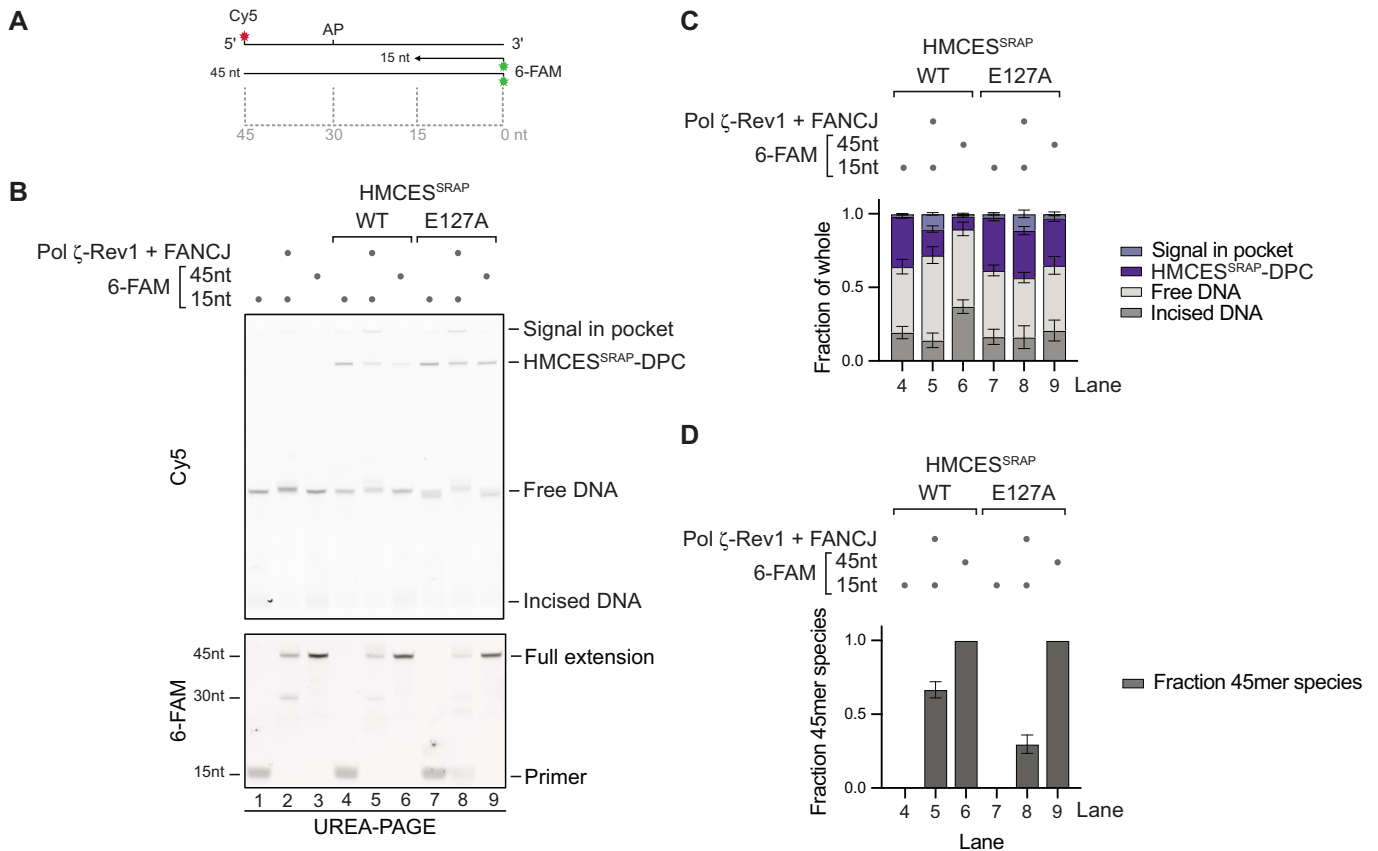 A
Cy5
5'
AP
3'
15 nt
6-FAM
45 nt
45
30
15
0 nt
B
HMCES^SRAP
WT
E127A
Pol ζ-Rev1 + FANCJ
6-FAM
45nt
15nt
Cy5
Signal in pocket
HMCES^SRAP-DPC
Free DNA
Incised DNA
6-FAM
45nt
Full extension
30nt
15nt
Primer
1 2 3 4 5 6 7 8 9
UREA-PAGE
C
HMCES^SRAP
WT
E127A
Pol ζ-Rev1 + FANCJ
6-FAM
45nt
15nt
Fraction of whole
1.0
0.5
0.0
4 5 6 7 8 9 Lane
Signal in pocket
HMCES^SRAP-DPC
Free DNA
Incised DNA
D
HMCES^SRAP
WT
E127A
Pol ζ-Rev1 + FANCJ
6-FAM
45nt
15nt
Fraction 45mer species
1.0
0.5
0.0
4 5 6 7 8 9 Lane
Lane
Fraction 45mer species